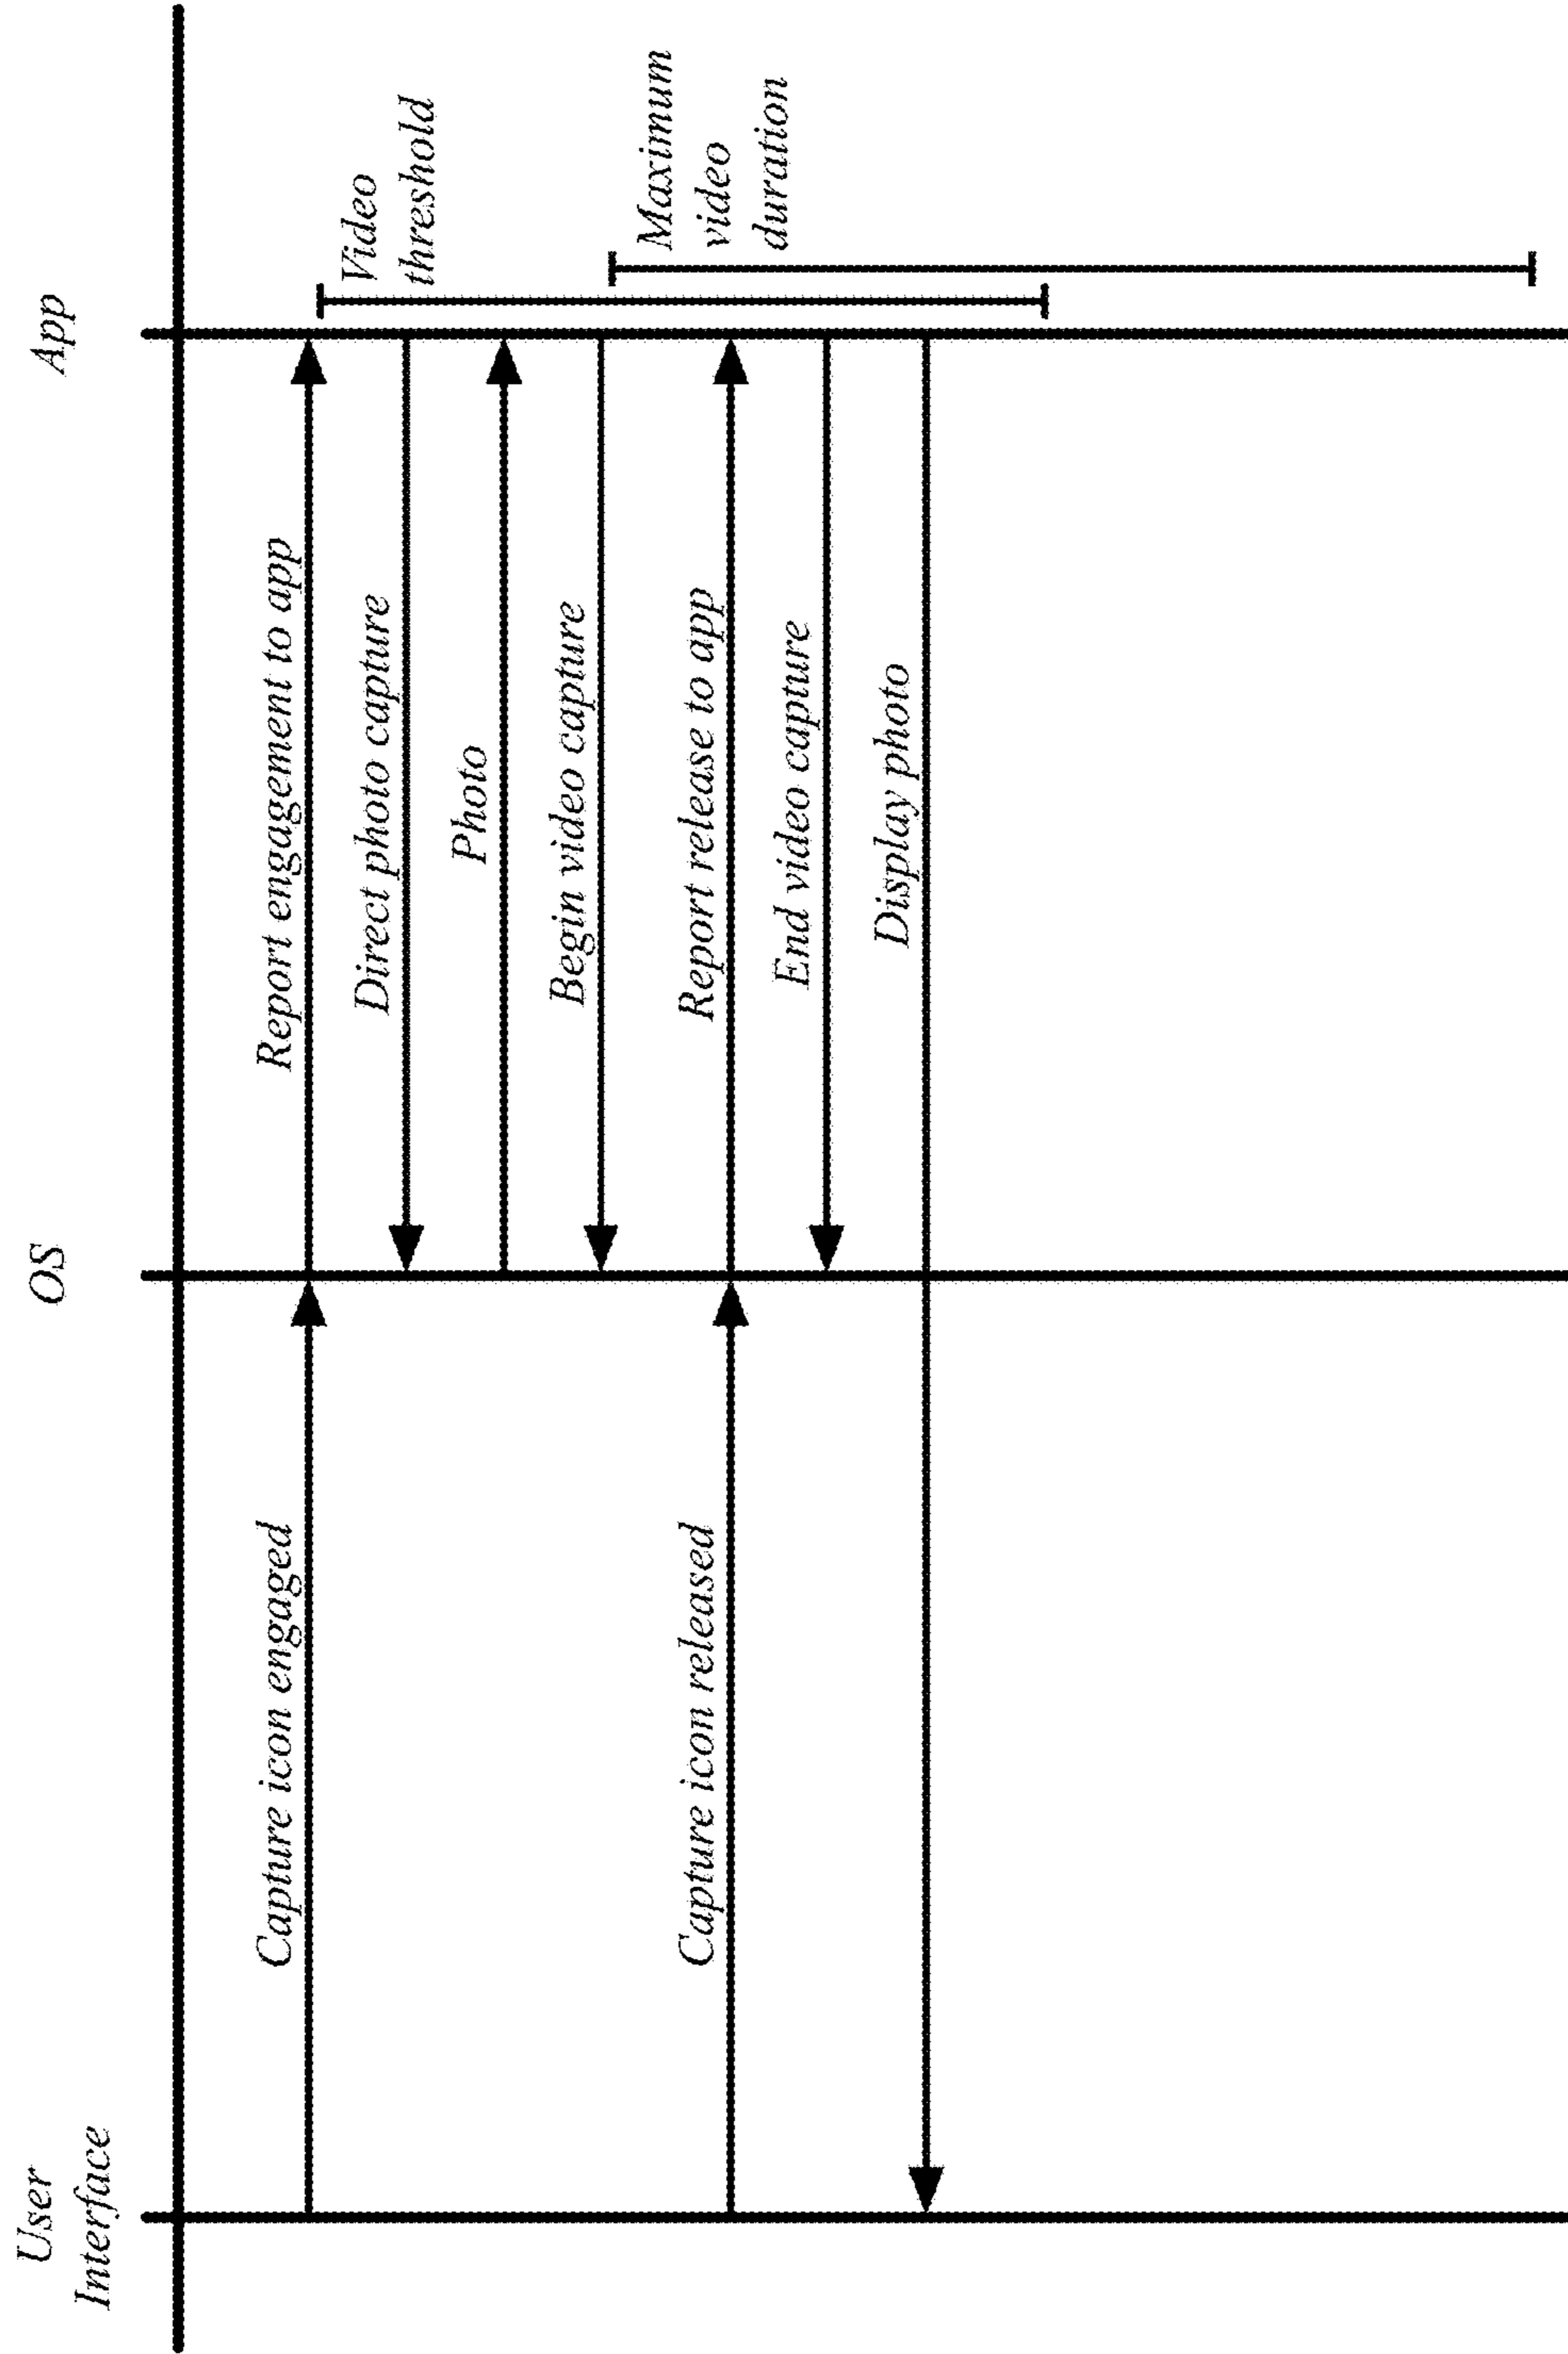 User
Interface
OS
App
Capture icon engaged
Report engagement to app
Video
threshold
Direct photo capture
Photo
Begin video capture
Maximum
video
duration
Capture icon released
Report release to app
End video capture
Display photo